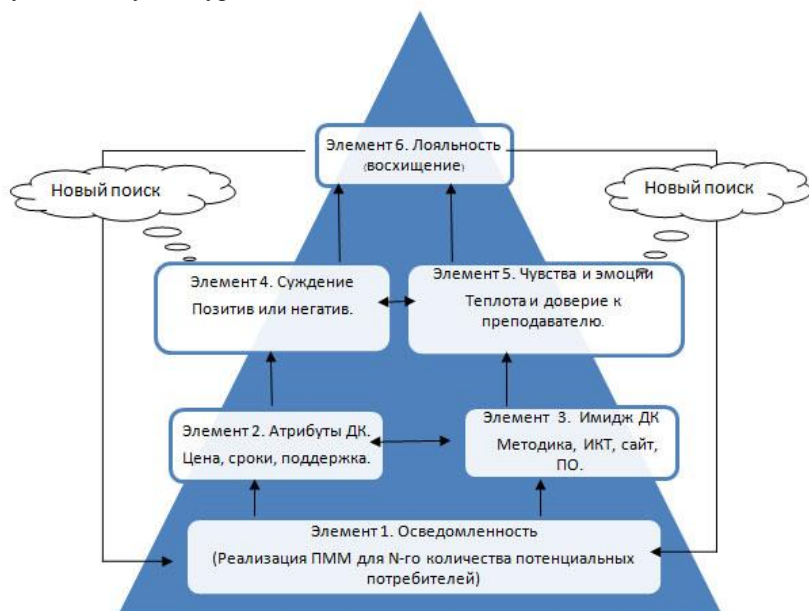 Элемент 6. Лояльность
(восхищение)
Новый поиск
Новый поиск
Элемент 4. Суждение
Позитив или негатив.
Элемент 5. Чувства и эмоции
Теплота и доверие к
преподавателю.
Элемент 2. Атрибуты ДК.
Цена, сроки, поддержка.
Элемент 3. Имидж ДК
Методика, ИКТ, сайт,
ПО.
Элемент 1. Осведомленность
(Реализация ПММ для N-го количества потенциальных
потребителей)